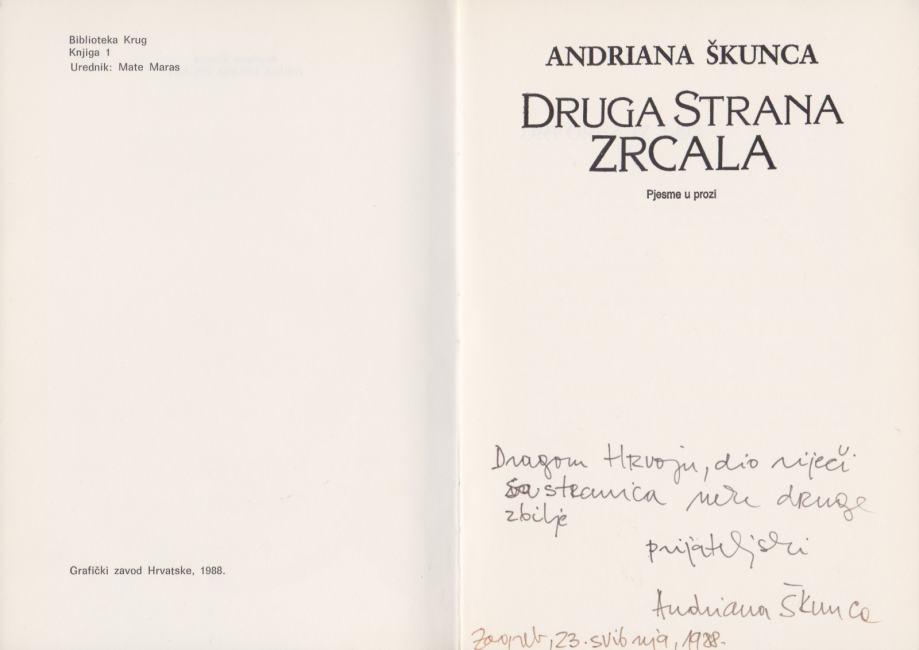 Biblioteka Krug
Knjiga 1
Urednik: Mate Maras
Grafički zavod Hrvatske, 1988.
ANDRIANA ŠKUNCA
DRUGA STRANA
ZRCALA
Pjesme u prozi
Dragom Hrvoju, dio riječi
sa stranica neke druge
zbilje
prijateljski
Andriana Škunca
Zagreb, 23. svibnja, 1988.